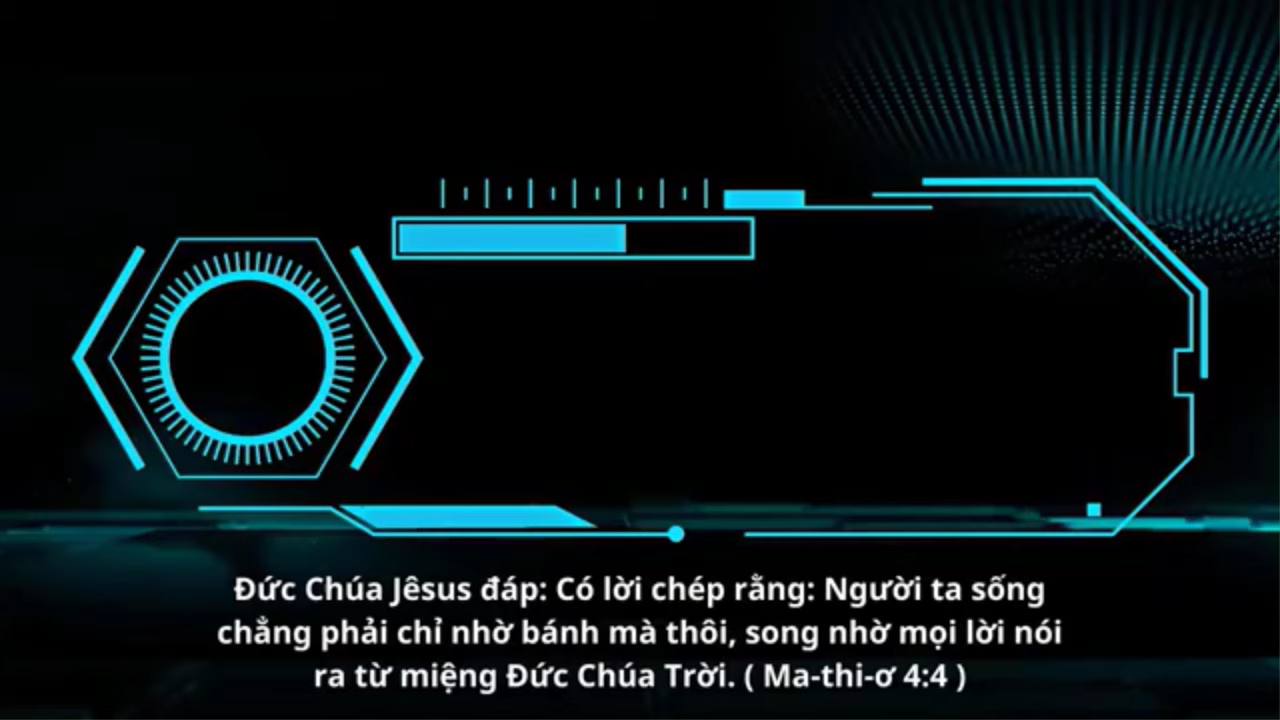 Đức Chúa Jêsus đáp: Có lời chép rằng: Người ta sống
chẳng phải chỉ nhờ bánh mà thôi, song nhờ mọi lời nói
ra từ miệng Đức Chúa Trời. ( Ma-thi-ơ 4:4 )